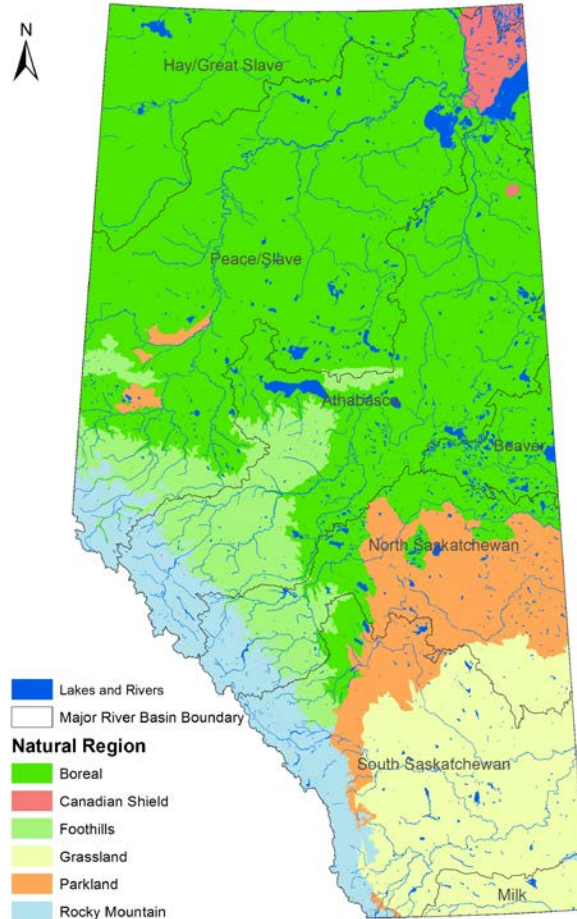 N
Hay/Great Slave
Peace/Slave
Athabasca
Beaver
North Saskatchewan
Lakes and Rivers
Major River Basin Boundary
Natural Region
Boreal
Canadian Shield
Foothills
South Saskatchewan
Grassland
Parkland
Milk
Rocky Mountain